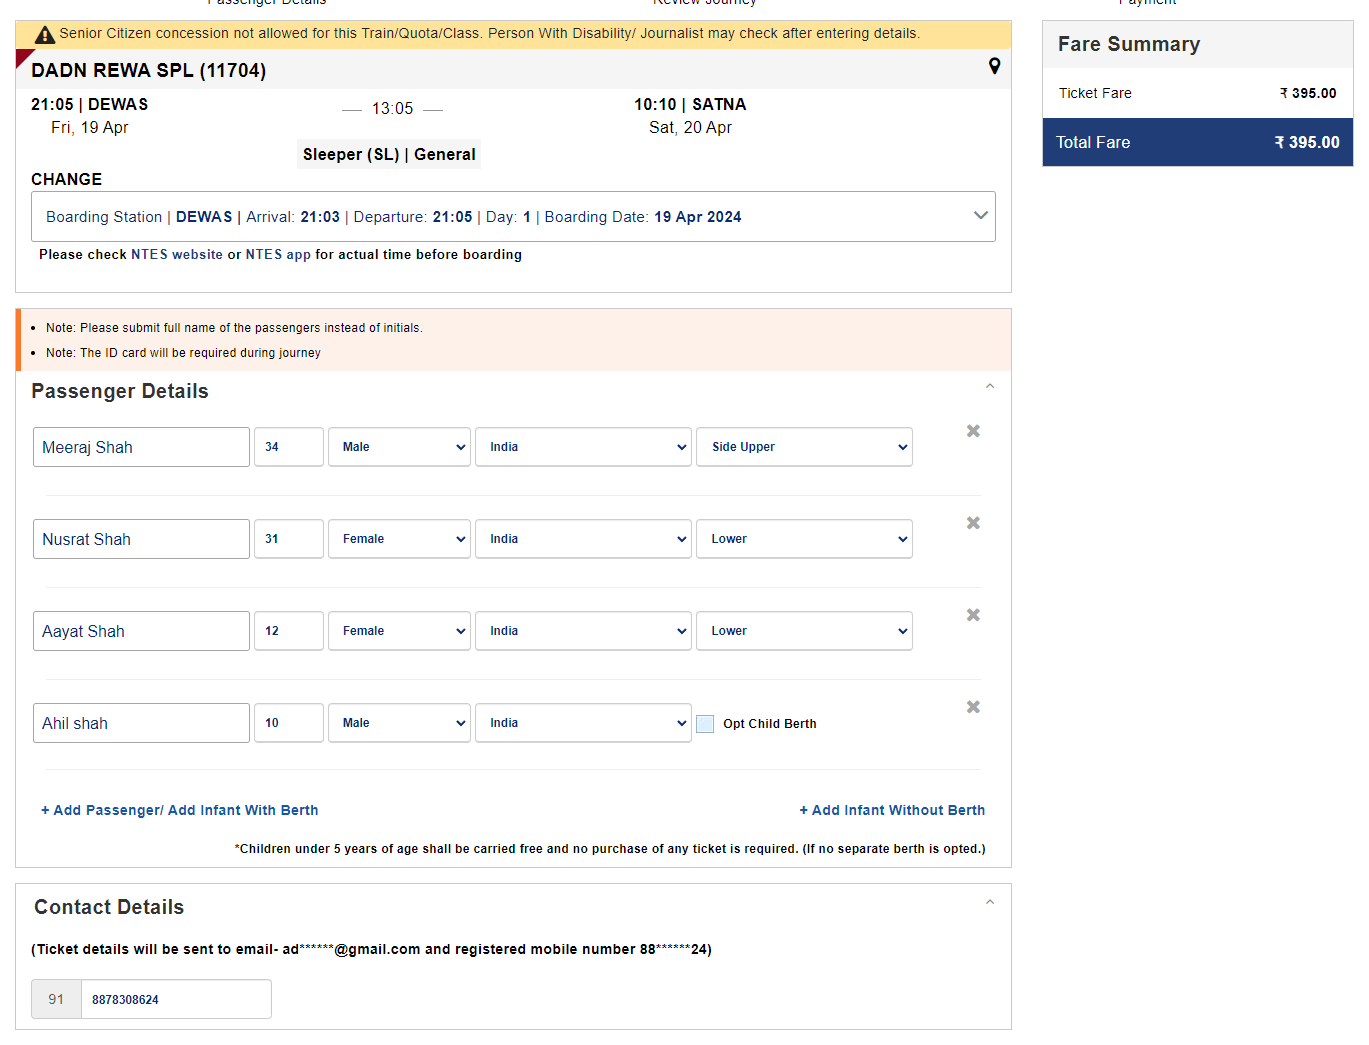 Passenger Details Review Journey Payment
Senior Citizen concession not allowed for this Train/Quota/Class. Person With Disability/ Journalist may check after entering details.
DADN REWA SPL (11704)
21:05 | DEWAS
Fri, 19 Apr
— 13:05 —
10:10 | SATNA
Sat, 20 Apr
Sleeper (SL) | General
CHANGE
Boarding Station | DEWAS | Arrival: 21:03 | Departure: 21:05 | Day: 1 | Boarding Date: 19 Apr 2024
Please check NTES website or NTES app for actual time before boarding
Fare Summary
Ticket Fare ₹ 395.00
Total Fare ₹ 395.00
• Note: Please submit full name of the passengers instead of initials.
• Note: The ID card will be required during journey
Passenger Details
Meeraj Shah 34 Male India Side Upper
Nusrat Shah 31 Female India Lower
Aayat Shah 12 Female India Lower
Ahil shah 10 Male India Opt Child Berth
+ Add Passenger/ Add Infant With Berth + Add Infant Without Berth
*Children under 5 years of age shall be carried free and no purchase of any ticket is required. (If no separate berth is opted.)
Contact Details
(Ticket details will be sent to email- ad******@gmail.com and registered mobile number 88******24)
91 8878308624